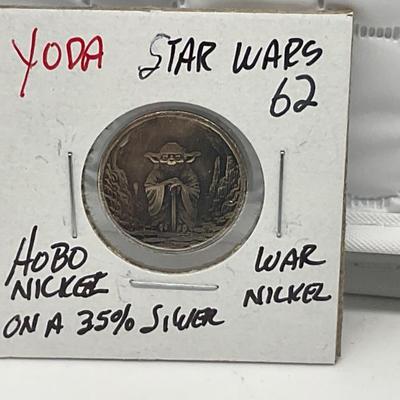 YODA STAR WARS
62
HOBO NICKEL
WAR NICKEL
ON A 35% SILVER